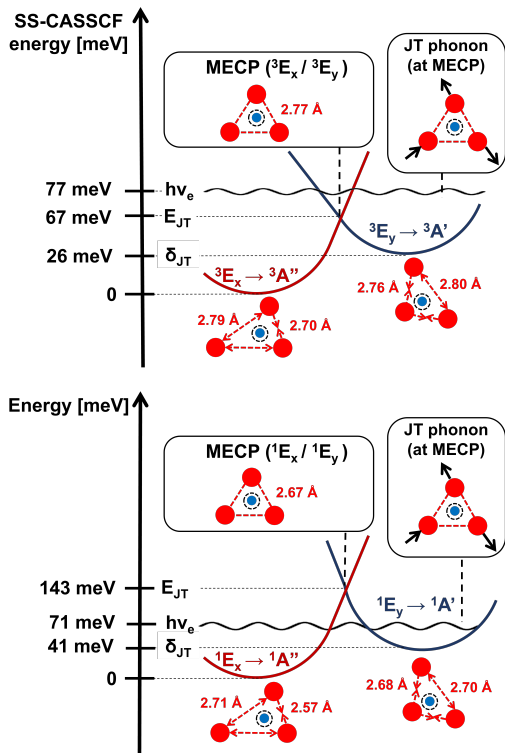 SS-CASSCF
energy [meV]
MECP (³Eₓ / ³Eᵧ)
2.77 Å
JT phonon
(at MECP)
77 meV
hνₑ
67 meV
E_JT
26 meV
δ_JT
0
³Eᵧ → ³A'
³Eₓ → ³A''
2.79 Å
2.70 Å
2.76 Å
2.80 Å
Energy [meV]
MECP (¹Eₓ / ¹Eᵧ)
2.67 Å
JT phonon
(at MECP)
143 meV
E_JT
71 meV
hνₑ
41 meV
δ_JT
0
¹Eᵧ → ¹A'
¹Eₓ → ¹A''
2.71 Å
2.57 Å
2.68 Å
2.70 Å